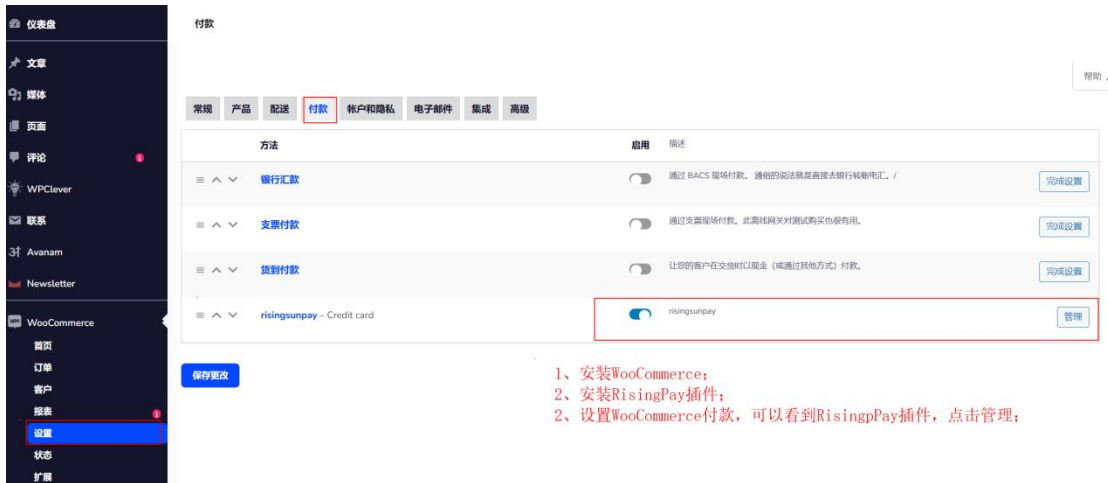 仪表盘
付款
文章
帮助
媒体
常规 产品 配送 付款 帐户和隐私 电子邮件 集成 高级
页面
方法 启用 描述
评论 1
银行汇款 通过 BACS 现场付款。 通俗的说法就是直接去银行转账电汇。/ 完成设置
WPClever
联系
支票付款 通过支票现场付款。此离线网关对测试购买也很有用。 完成设置
Avanam
货到付款 让您的客户在交货时以现金（或通过其他方式）付款。 完成设置
Newsletter
risingsunpay – Credit card risingsunpay 管理
WooCommerce
首页
订单
保存更改
客户
报表 1
设置
状态
扩展
1、安装WooCommerce；
2、安装RisingPay插件；
2、设置WooCommerce付款，可以看到RisingpPay插件，点击管理；